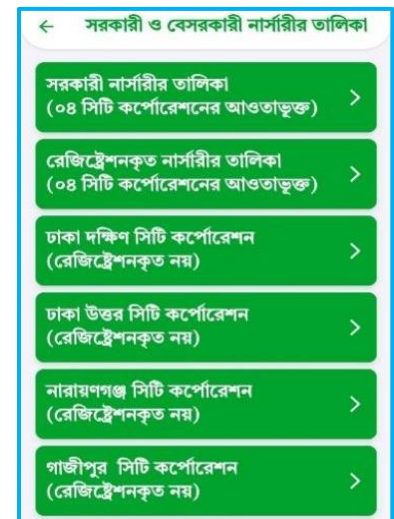 সরকারী ও বেসরকারী নার্সারীর তালিকা
সরকারী নার্সারীর তালিকা
(০৪ সিটি কর্পোরেশনের আওতাভূক্ত)
রেজিষ্ট্রেশনকৃত নার্সারীর তালিকা
(০৪ সিটি কর্পোরেশনের আওতাভূক্ত)
ঢাকা দক্ষিণ সিটি কর্পোরেশন
(রেজিষ্ট্রেশনকৃত নয়)
ঢাকা উত্তর সিটি কর্পোরেশন
(রেজিষ্ট্রেশনকৃত নয়)
নারায়ণগঞ্জ সিটি কর্পোরেশন
(রেজিষ্ট্রেশনকৃত নয়)
গাজীপুর সিটি কর্পোরেশন
(রেজিষ্ট্রেশনকৃত নয়)